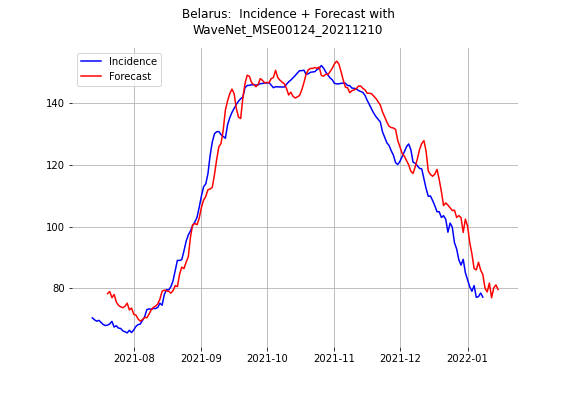 Belarus:  Incidence + Forecast with
WaveNet_MSE00124_20211210
Incidence
Forecast
140
120
100
80
2021-08
2021-09
2021-10
2021-11
2021-12
2022-01